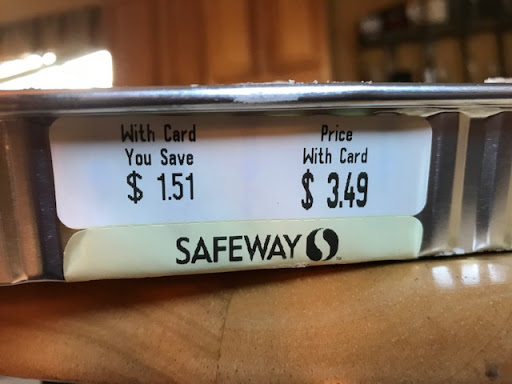 With Card
You Save
$ 1.51
Price
With Card
$ 3.49
SAFEWAY